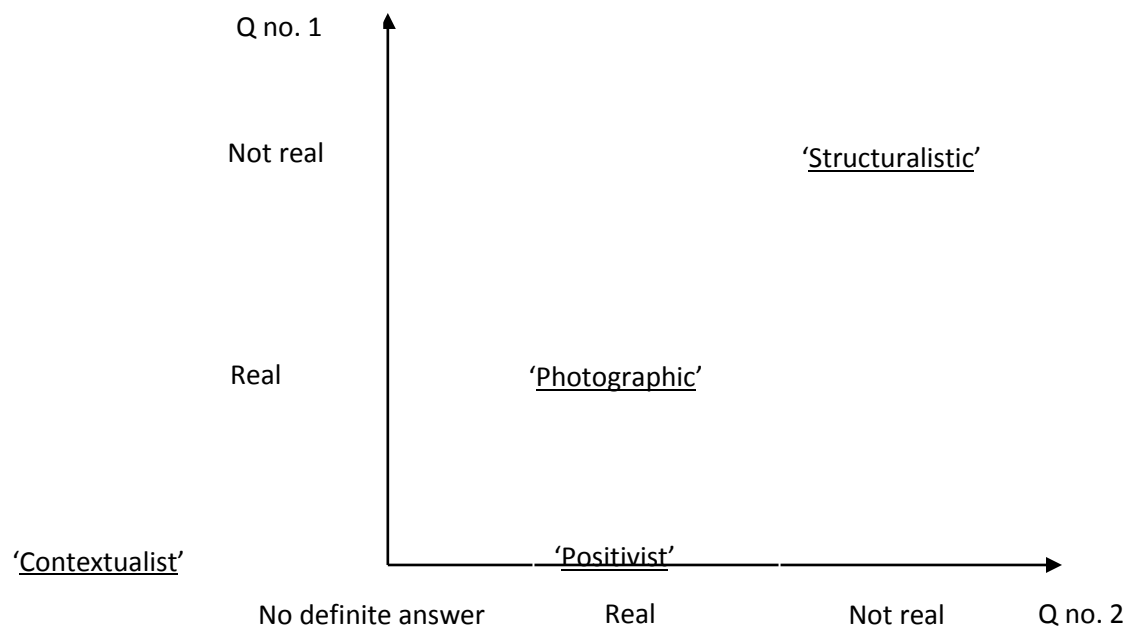 Q no. 1
Not real ‘Structuralistic’
Real ‘Photographic’
‘Contextualist’ ‘Positivist’
No definite answer Real Not real Q no. 2